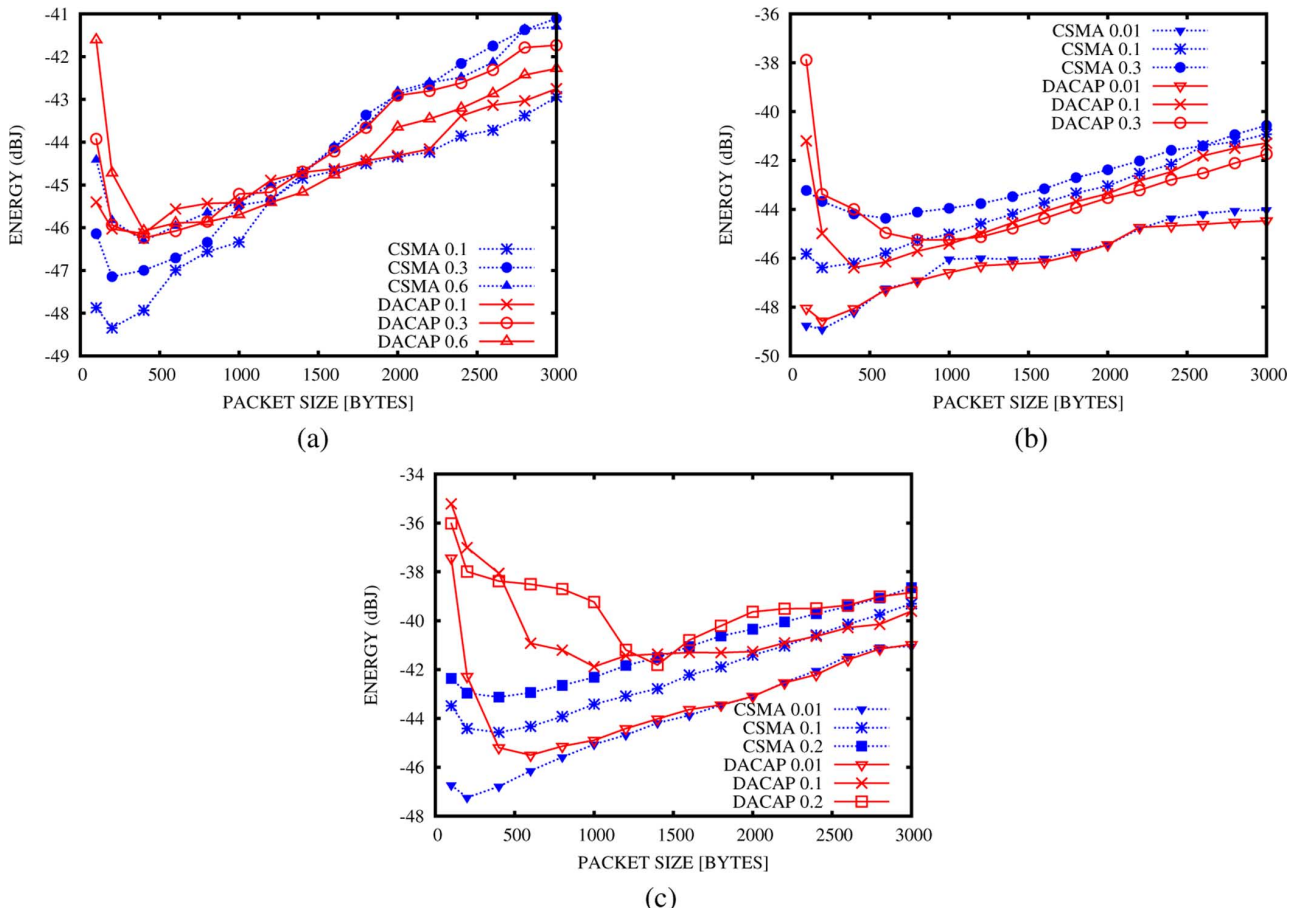 -41
-42
-43
-44
-45
-46
-47
-48
-49
ENERGY (dBJ)
0 500 1000 1500 2000 2500 3000
PACKET SIZE [BYTES]
CSMA 0.1
CSMA 0.3
CSMA 0.6
DACAP 0.1
DACAP 0.3
DACAP 0.6
(a)
-36
-38
-40
-42
-44
-46
-48
-50
ENERGY (dBJ)
0 500 1000 1500 2000 2500 3000
PACKET SIZE [BYTES]
CSMA 0.01
CSMA 0.1
CSMA 0.3
DACAP 0.01
DACAP 0.1
DACAP 0.3
(b)
-34
-36
-38
-40
-42
-44
-46
-48
ENERGY (dBJ)
0 500 1000 1500 2000 2500 3000
PACKET SIZE [BYTES]
CSMA 0.01
CSMA 0.1
CSMA 0.2
DACAP 0.01
DACAP 0.1
DACAP 0.2
(c)